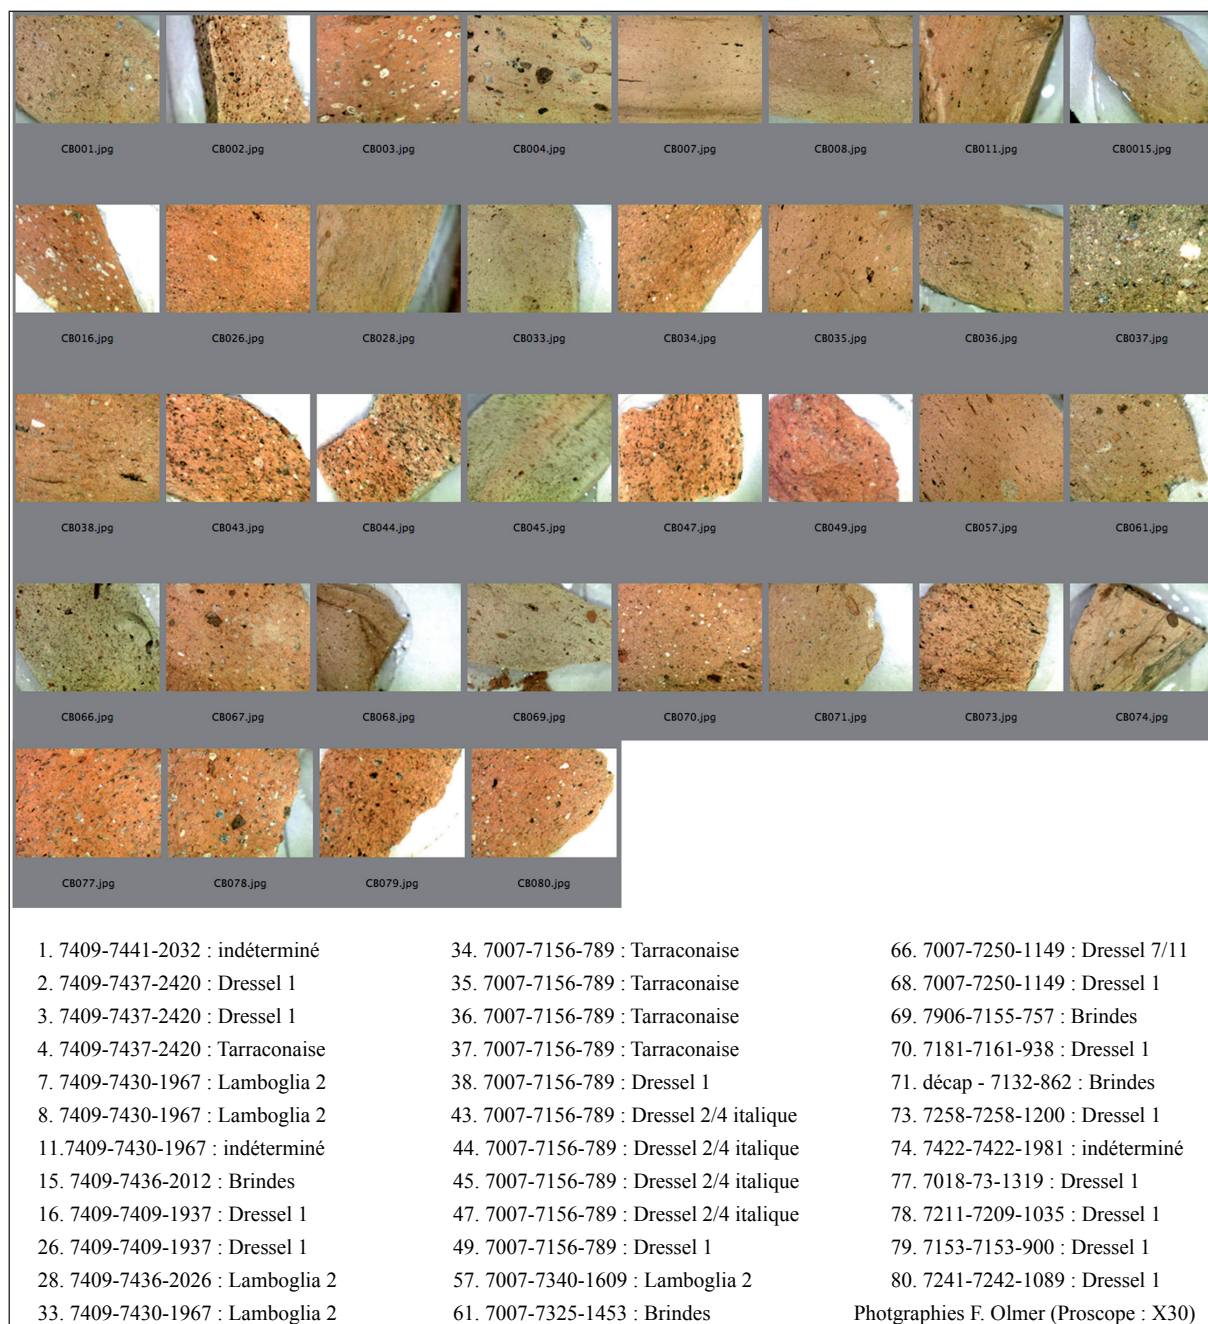 CB001.jpg CB002.jpg CB003.jpg CB004.jpg CB007.jpg CB008.jpg CB011.jpg CB0015.jpg
CB016.jpg CB026.jpg CB028.jpg CB033.jpg CB034.jpg CB035.jpg CB036.jpg CB037.jpg
CB038.jpg CB043.jpg CB044.jpg CB045.jpg CB047.jpg CB049.jpg CB057.jpg CB061.jpg
CB066.jpg CB067.jpg CB068.jpg CB069.jpg CB070.jpg CB071.jpg CB073.jpg CB074.jpg
CB077.jpg CB078.jpg CB079.jpg CB080.jpg
1. 7409-7441-2032 : indéterminé
2. 7409-7437-2420 : Dressel 1
3. 7409-7437-2420 : Dressel 1
4. 7409-7437-2420 : Tarraconaise
7. 7409-7430-1967 : Lamboglia 2
8. 7409-7430-1967 : Lamboglia 2
11.7409-7430-1967 : indéterminé
15. 7409-7436-2012 : Brindes
16. 7409-7409-1937 : Dressel 1
26. 7409-7409-1937 : Dressel 1
28. 7409-7436-2026 : Lamboglia 2
33. 7409-7430-1967 : Lamboglia 2
34. 7007-7156-789 : Tarraconaise
35. 7007-7156-789 : Tarraconaise
36. 7007-7156-789 : Tarraconaise
37. 7007-7156-789 : Tarraconaise
38. 7007-7156-789 : Dressel 1
43. 7007-7156-789 : Dressel 2/4 italique
44. 7007-7156-789 : Dressel 2/4 italique
45. 7007-7156-789 : Dressel 2/4 italique
47. 7007-7156-789 : Dressel 2/4 italique
49. 7007-7156-789 : Dressel 1
57. 7007-7340-1609 : Lamboglia 2
61. 7007-7325-1453 : Brindes
66. 7007-7250-1149 : Dressel 7/11
68. 7007-7250-1149 : Dressel 1
69. 7906-7155-757 : Brindes
70. 7181-7161-938 : Dressel 1
71. décap - 7132-862 : Brindes
73. 7258-7258-1200 : Dressel 1
74. 7422-7422-1981 : indéterminé
77. 7018-73-1319 : Dressel 1
78. 7211-7209-1035 : Dressel 1
79. 7153-7153-900 : Dressel 1
80. 7241-7242-1089 : Dressel 1
Photgraphies F. Olmer (Proscope : X30)